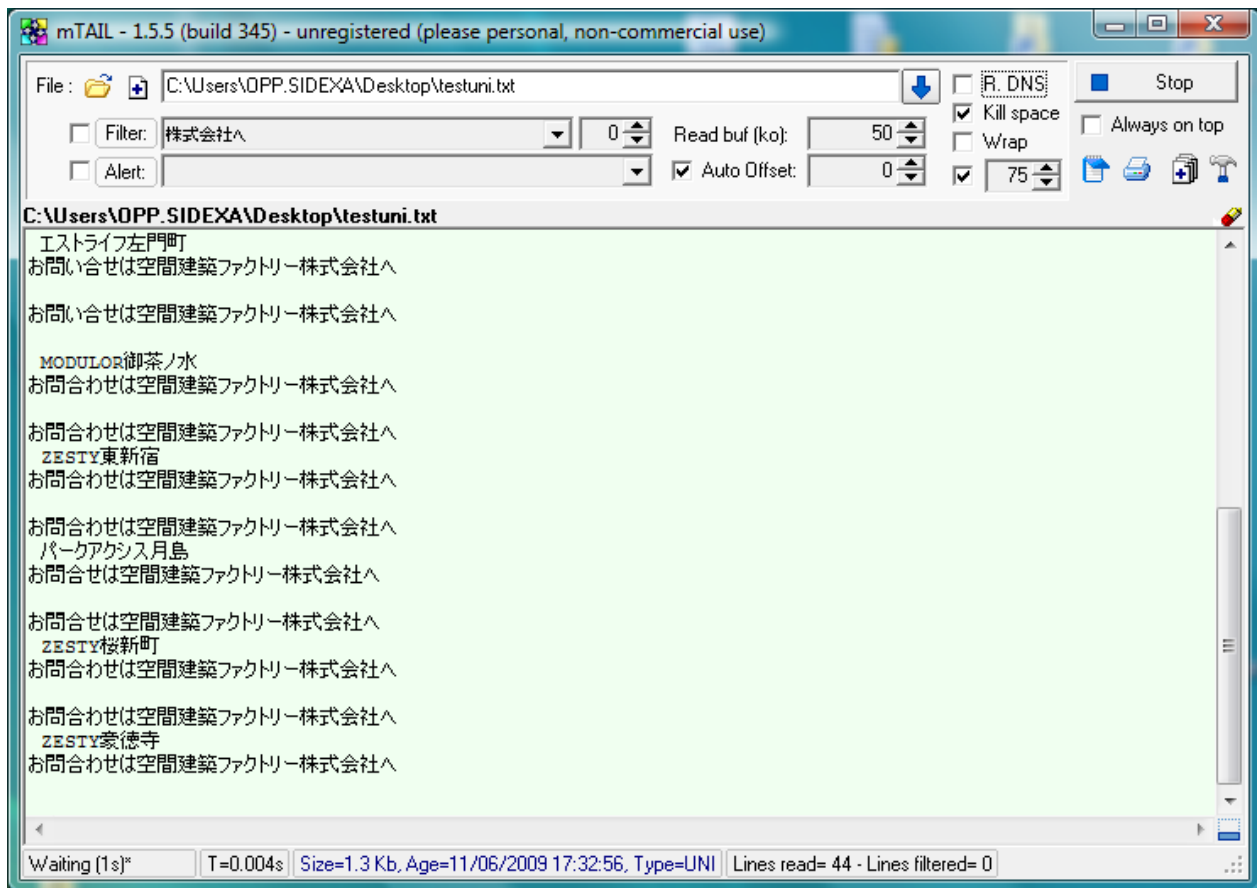 mTAIL - 1.5.5 (build 345) - unregistered (please personal, non-commercial use)
File : C:\Users\OPP.SIDEXA\Desktop\testuni.txt R. DNS Stop
Filter: 株式会社へ 0 Read buf (ko): 50 Kill space Always on top
Wrap
Alert: Auto Offset: 0 75
C:\Users\OPP.SIDEXA\Desktop\testuni.txt
エストライフ左門町
お問い合せは空間建築ファクトリー株式会社へ
お問い合せは空間建築ファクトリー株式会社へ
MODULOR御茶ノ水
お問合わせは空間建築ファクトリー株式会社へ
お問合わせは空間建築ファクトリー株式会社へ
ZESTY東新宿
お問合わせは空間建築ファクトリー株式会社へ
お問合わせは空間建築ファクトリー株式会社へ
パークアクシス月島
お問合せは空間建築ファクトリー株式会社へ
お問合せは空間建築ファクトリー株式会社へ
ZESTY桜新町
お問合わせは空間建築ファクトリー株式会社へ
お問合わせは空間建築ファクトリー株式会社へ
ZESTY豪徳寺
お問合わせは空間建築ファクトリー株式会社へ
Waiting (1s)* T=0.004s Size=1.3 Kb, Age=11/06/2009 17:32:56, Type=UNI Lines read= 44 - Lines filtered= 0